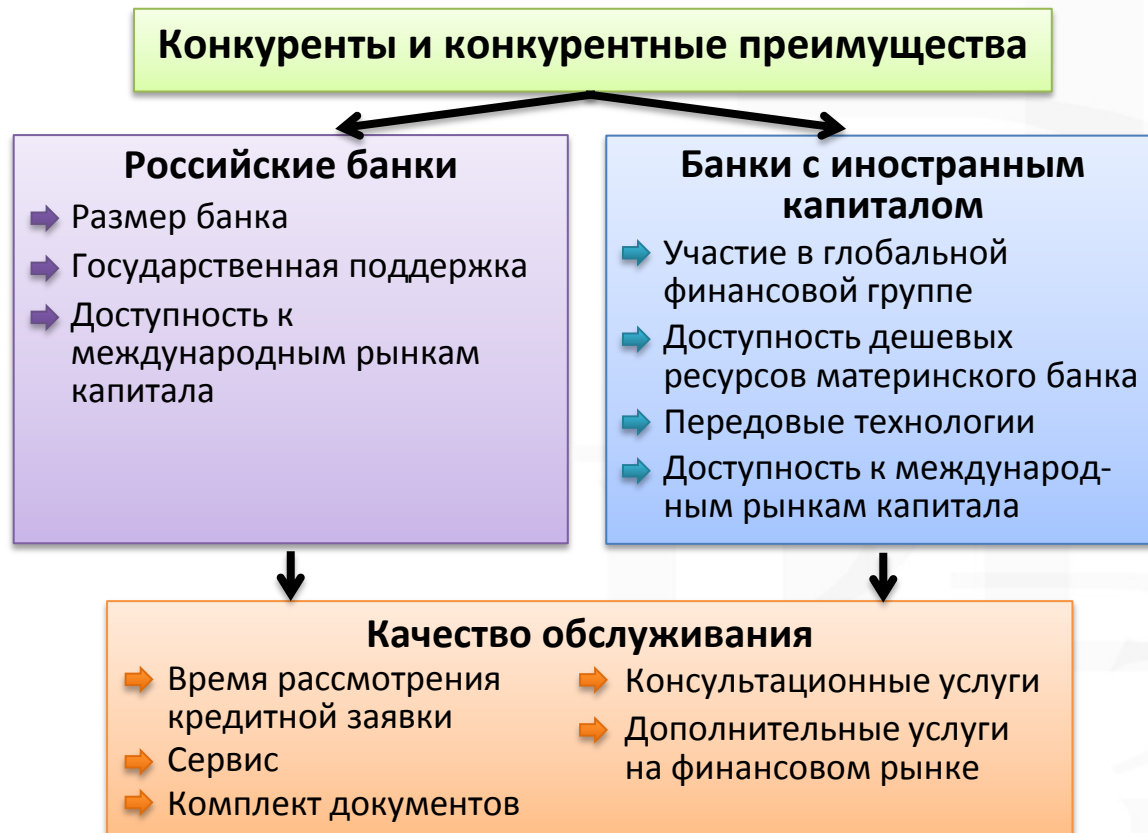 Конкуренты и конкурентные преимущества
Российские банки
Размер банка
Государственная поддержка
Доступность к
международным рынкам
капитала
Банки с иностранным
капиталом
Участие в глобальной
финансовой группе
Доступность дешевых
ресурсов материнского банка
Передовые технологии
Доступность к международ-
ным рынкам капитала
Качество обслуживания
Время рассмотрения
кредитной заявки
Сервис
Комплект документов
Консультационные услуги
Дополнительные услуги
на финансовом рынке